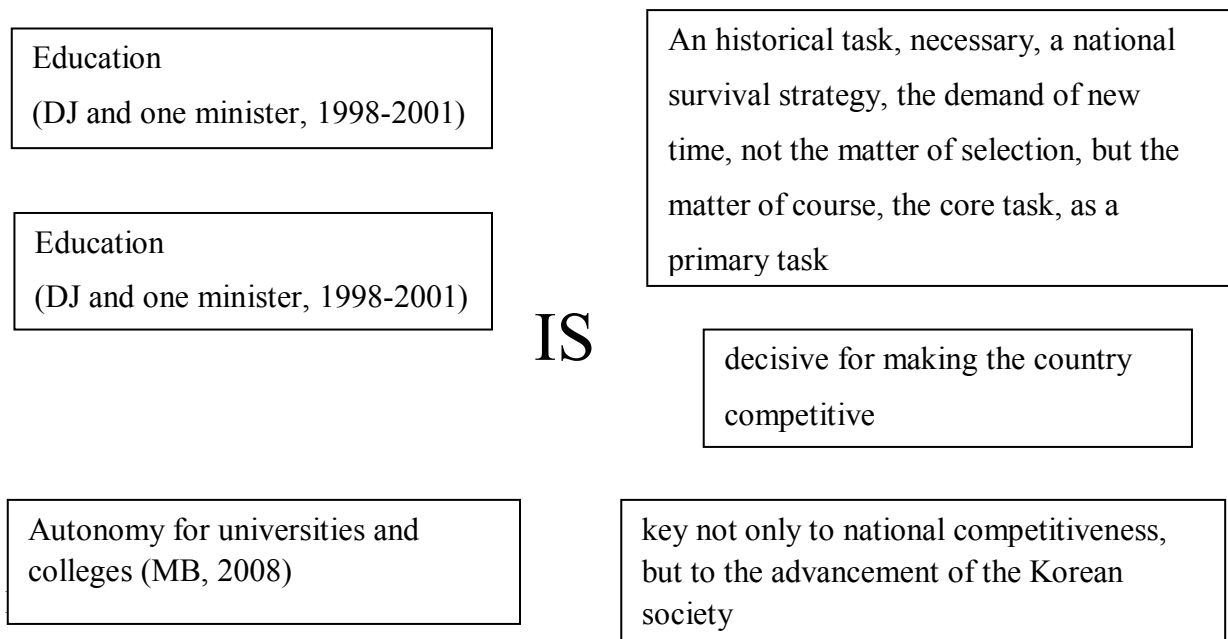 Education
(DJ and one minister, 1998-2001)
An historical task, necessary, a national
survival strategy, the demand of new
time, not the matter of selection, but the
matter of course, the core task, as a
primary task
Education
(DJ and one minister, 1998-2001)
IS
decisive for making the country
competitive
Autonomy for universities and
colleges (MB, 2008)
key not only to national competitiveness,
but to the advancement of the Korean
society